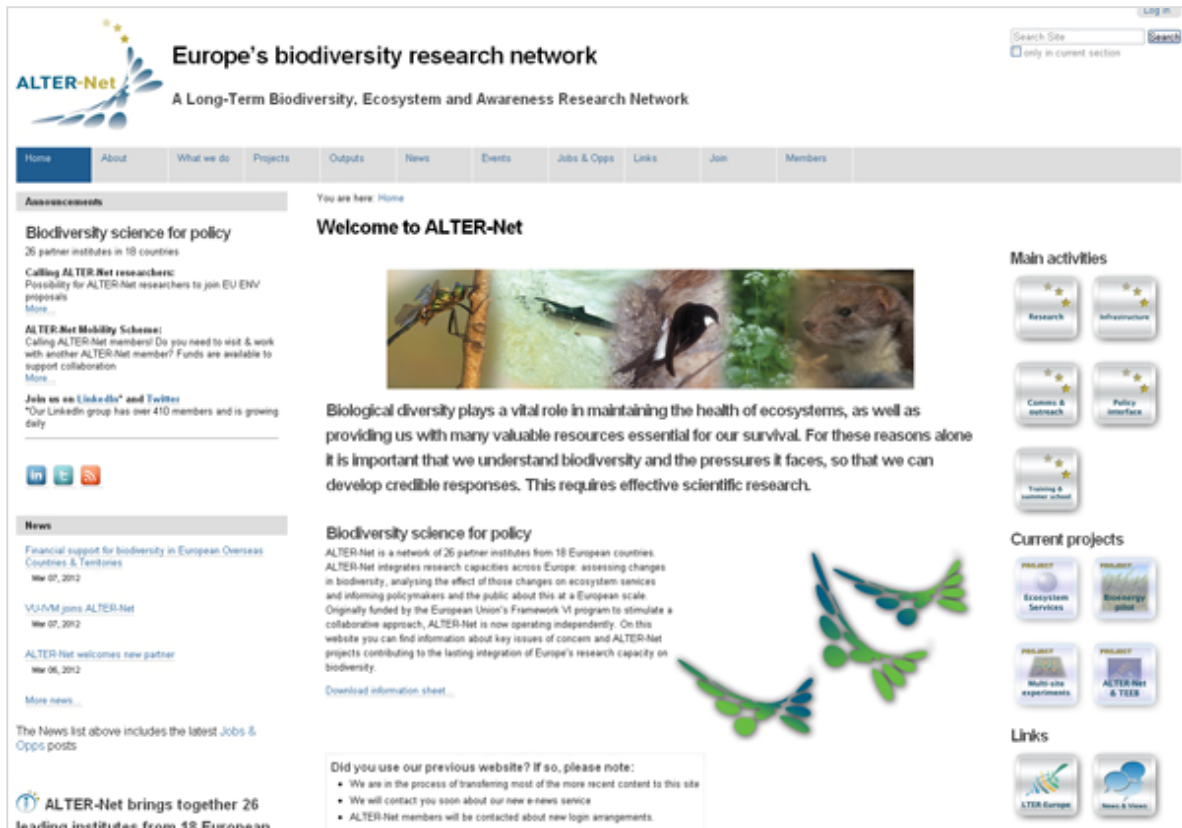 Log in
ALTER-Net
Europe's biodiversity research network
A Long-Term Biodiversity, Ecosystem and Awareness Research Network
Search Site
Search
only in current section
Home
About
What we do
Projects
Outputs
News
Events
Jobs & Opps
Links
Join
Members
Announcements
Biodiversity science for policy
26 partner institutes in 18 countries
Calling ALTER-Net researchers:
Possibility for ALTER-Net researchers to join EU ENV
proposals
More...
ALTER-Net Mobility Scheme:
Calling ALTER-Net members! Do you need to visit & work
with another ALTER-Net member? Funds are available to
support collaboration
More...
Join us on LinkedIn* and Twitter
*Our LinkedIn group has over 410 members and is growing
daily
in
t
News
Financial support for biodiversity in European Overseas
Countries & Territories
Mar 07, 2012
VU-IVM joins ALTER-Net
Mar 07, 2012
ALTER-Net welcomes new partner
Mar 06, 2012
More news...
The News list above includes the latest Jobs &
Opps posts
ALTER-Net brings together 26
leading institutes from 18 European
You are here: Home
Welcome to ALTER-Net
Biological diversity plays a vital role in maintaining the health of ecosystems, as well as
providing us with many valuable resources essential for our survival. For these reasons alone
it is important that we understand biodiversity and the pressures it faces, so that we can
develop credible responses. This requires effective scientific research.
Biodiversity science for policy
ALTER-Net is a network of 26 partner institutes from 18 European countries.
ALTER-Net integrates research capacities across Europe: assessing changes
in biodiversity, analysing the effect of those changes on ecosystem services
and informing policymakers and the public about this at a European scale.
Originally funded by the European Union's Framework VI program to stimulate a
collaborative approach, ALTER-Net is now operating independently. On this
website you can find information about key issues of concern and ALTER-Net
projects contributing to the lasting integration of Europe's research capacity on
biodiversity.
Download information sheet...
Did you use our previous website? If so, please note:
• We are in the process of transferring most of the more recent content to this site
• We will contact you soon about our new e-news service
• ALTER-Net members will be contacted about new login arrangements.
Main activities
Research
Infrastructure
Comms &
outreach
Policy
interface
Training &
summer school
Current projects
PROJECT
Ecosystem
Services
PROJECT
Bioenergy
pilot
PROJECT
Multi-site
experiments
PROJECT
ALTER-Net
& TEEB
Links
LTER-Europe
News & Views